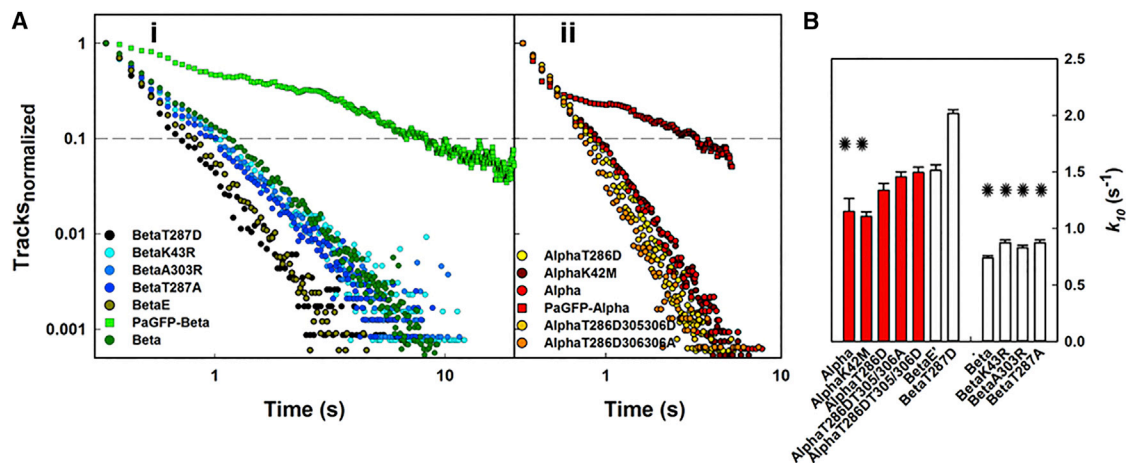 A
i
ii
B
Tracksnormalized
1
0.1
0.01
0.001
BetaT287D
BetaK43R
BetaA303R
BetaT287A
BetaE
PaGFP-Beta
Beta
1
10
Time (s)
AlphaT286D
AlphaK42M
Alpha
PaGFP-Alpha
AlphaT286D305306D
AlphaT286D306306A
1
10
Time (s)
** 
****
2.5
2.0
1.5
1.0
0.5
0.0
k10 (s-1)
Alpha
AlphaK42M
AlphaT286D
AlphaT286DT305/306A
AlphaT286DT305/306D
BetaE'
BetaT287D
Beta
BetaK43R
BetaA303R
BetaT287A